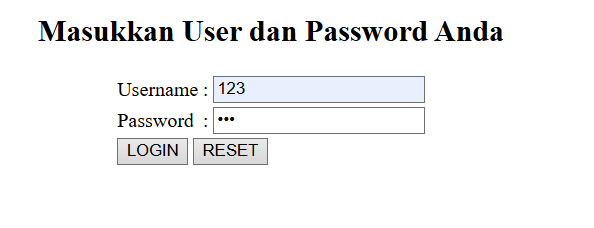 Masukkan User dan Password Anda
Username : 123
Password : •••
LOGIN RESET